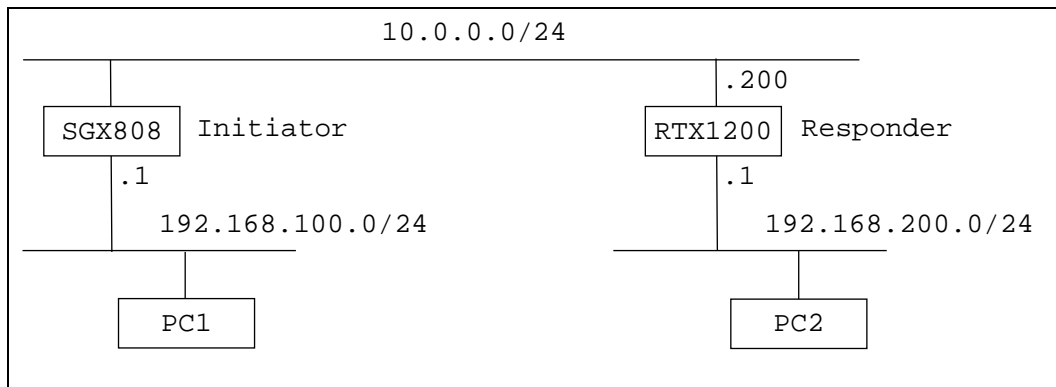 10.0.0.0/24
.200
SGX808 Initiator
RTX1200 Responder
.1
.1
192.168.100.0/24
192.168.200.0/24
PC1
PC2